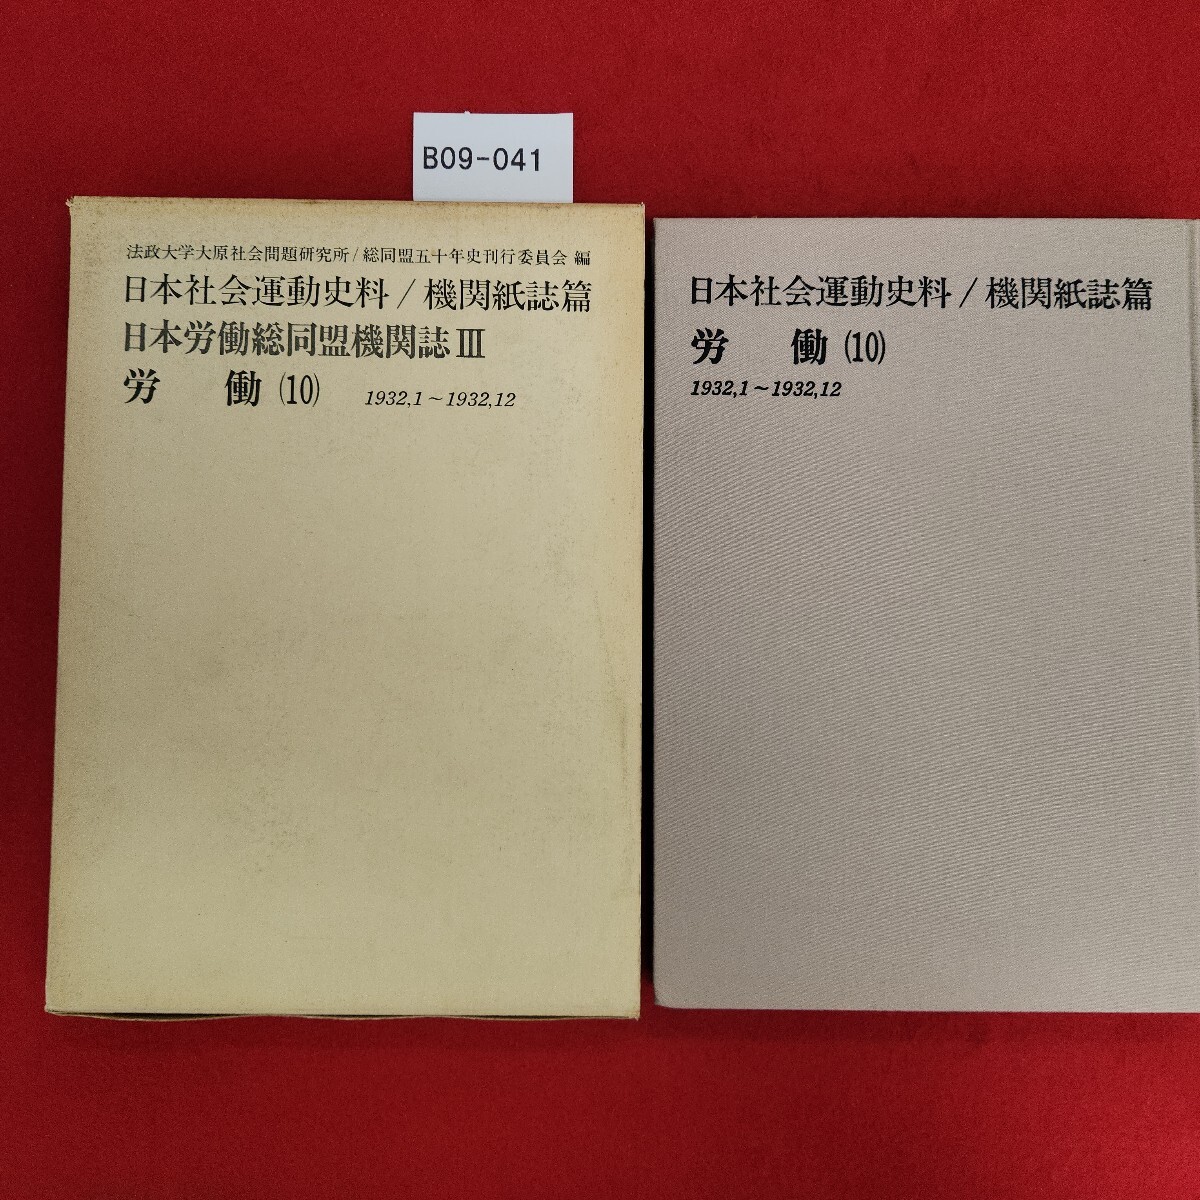 B09-041
法政大学大原社会問題研究所/総同盟五十年史刊行委員会 編
日本社会運動史料/機関紙誌篇
日本労働総同盟機関誌III
労 働 (10) 1932,1~1932,12
日本社会運動史料/機関紙誌篇
労 働 (10)
1932,1~1932,12